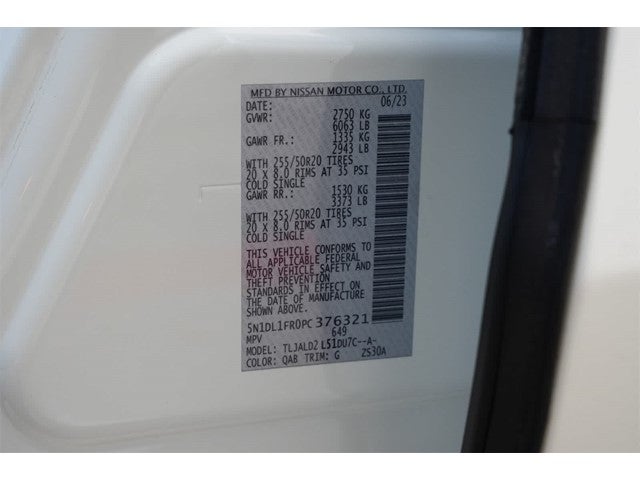 MFD BY NISSAN MOTOR CO., LTD.
DATE: 06/23
GVWR: 2750 KG
6063 LB
GAWR FR.: 1335 KG
2943 LB
WITH 255/50R20 TIRES
20 X 8.0 RIMS AT 35 PSI
COLD SINGLE
GAWR RR.: 1530 KG
3373 LB
WITH 255/50R20 TIRES
20 X 8.0 RIMS AT 35 PSI
COLD SINGLE
THIS VEHICLE CONFORMS TO
ALL APPLICABLE FEDERAL
MOTOR VEHICLE SAFETY AND
THEFT PREVENTION
STANDARDS IN EFFECT ON
THE DATE OF MANUFACTURE
SHOWN ABOVE.
5N1DL1FR0PC 376321
MPV 649
MODEL: TLJALD2 L51DU7C--A-
COLOR: QAB TRIM: G 2S30A